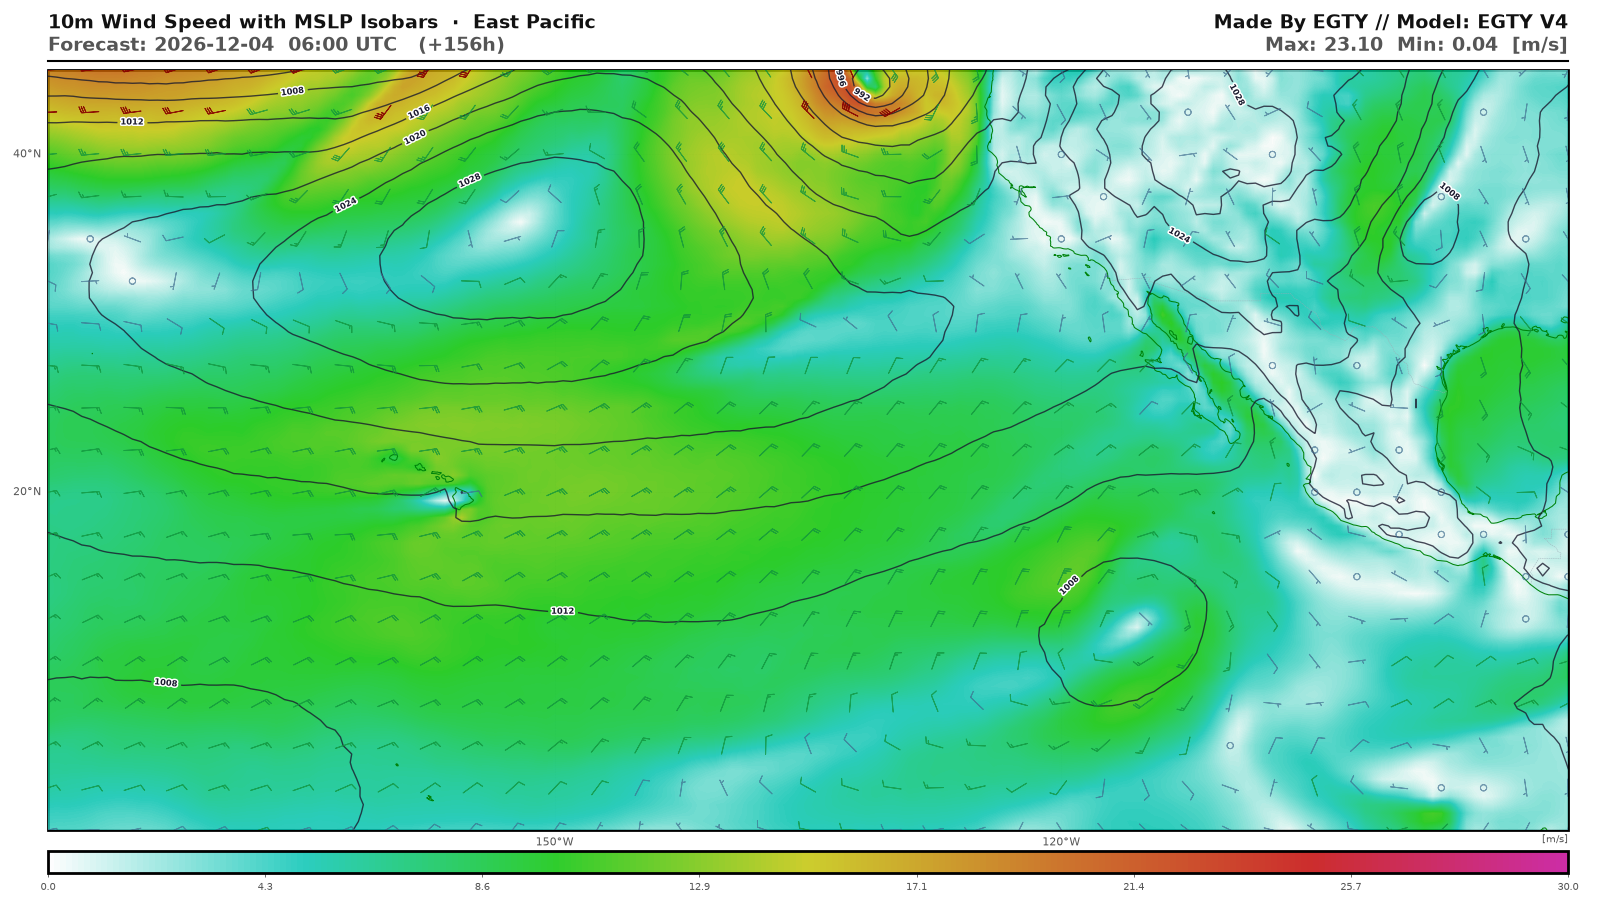 10m Wind Speed with MSLP Isobars · East Pacific
Made By EGTY // Model: EGTY V4
Forecast: 2026-12-04 06:00 UTC (+156h)
Max: 23.10 Min: 0.04 [m/s]
996
992
1028
1008
1012
1016
1020
40°N
1028
1008
1024
1024
20°N
1008
1012
1008
150°W
120°W
[m/s]
0.0
4.3
8.6
12.9
17.1
21.4
25.7
30.0